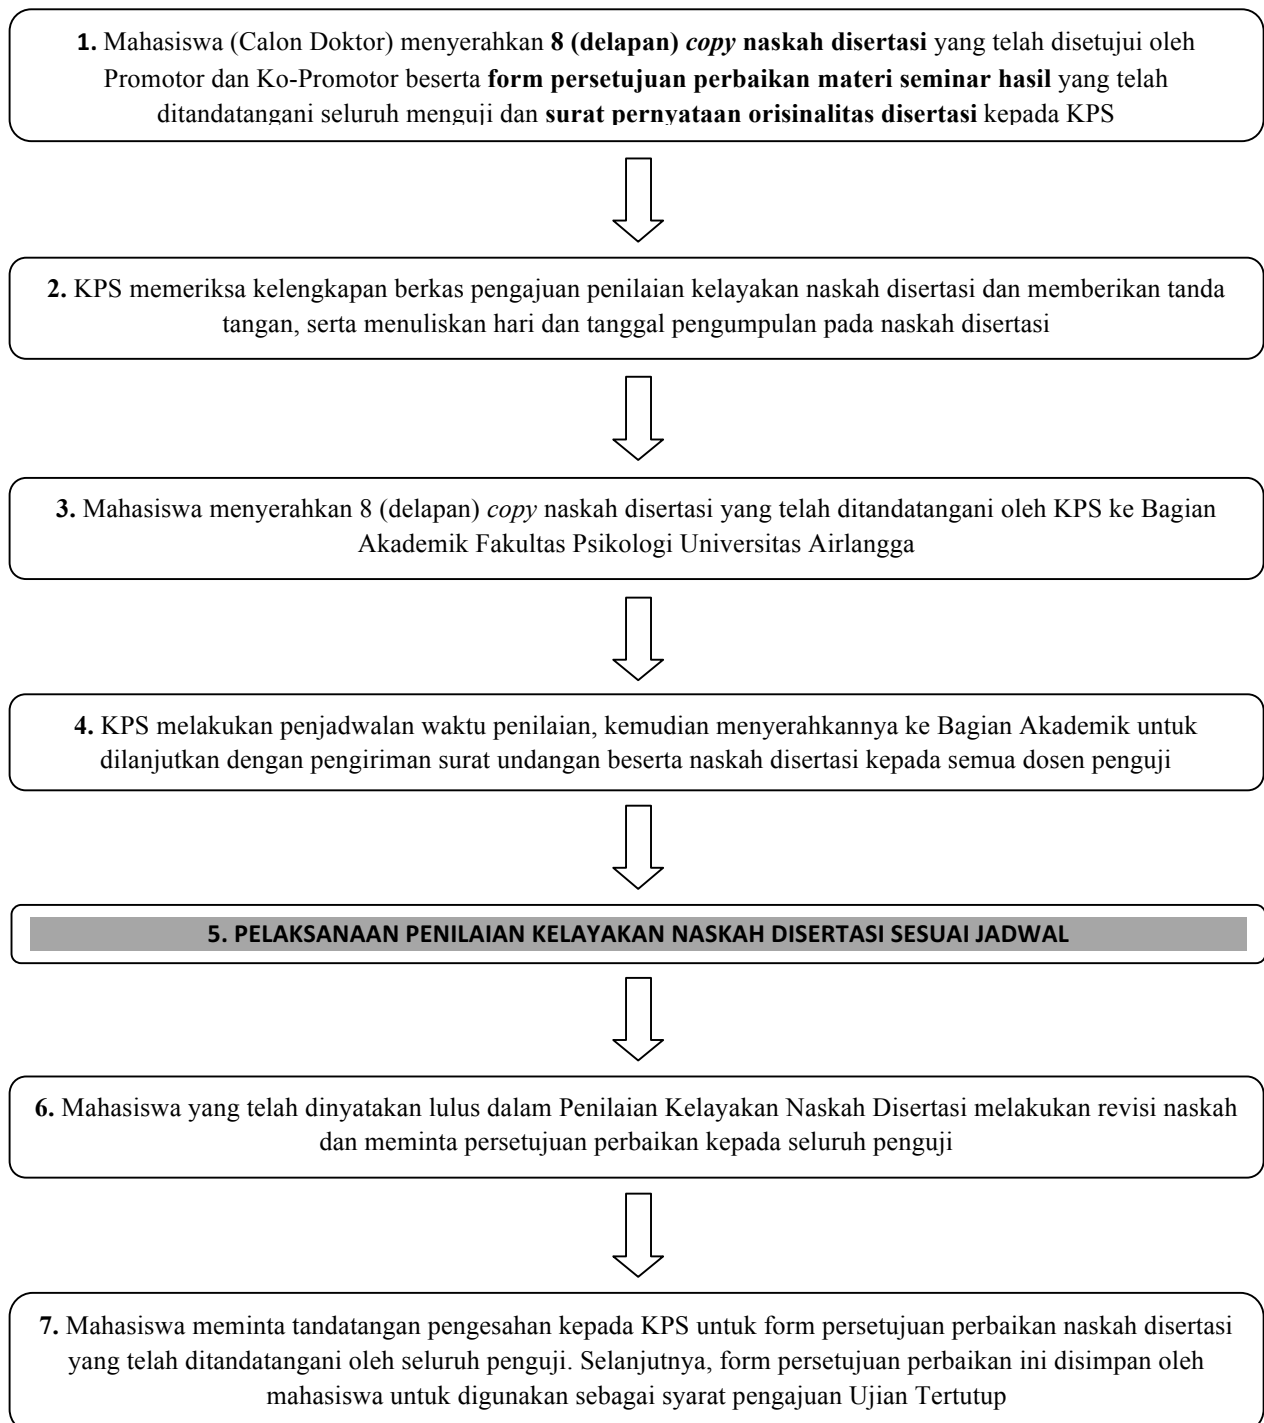 1. Mahasiswa (Calon Doktor) menyerahkan 8 (delapan) copy naskah disertasi yang telah disetujui oleh
Promotor dan Ko-Promotor beserta form persetujuan perbaikan materi seminar hasil yang telah
ditandatangani seluruh menguji dan surat pernyataan orisinalitas disertasi kepada KPS
2. KPS memeriksa kelengkapan berkas pengajuan penilaian kelayakan naskah disertasi dan memberikan tanda
tangan, serta menuliskan hari dan tanggal pengumpulan pada naskah disertasi
3. Mahasiswa menyerahkan 8 (delapan) copy naskah disertasi yang telah ditandatangani oleh KPS ke Bagian
Akademik Fakultas Psikologi Universitas Airlangga
4. KPS melakukan penjadwalan waktu penilaian, kemudian menyerahkannya ke Bagian Akademik untuk
dilanjutkan dengan pengiriman surat undangan beserta naskah disertasi kepada semua dosen penguji
5. PELAKSANAAN PENILAIAN KELAYAKAN NASKAH DISERTASI SESUAI JADWAL
6. Mahasiswa yang telah dinyatakan lulus dalam Penilaian Kelayakan Naskah Disertasi melakukan revisi naskah
dan meminta persetujuan perbaikan kepada seluruh penguji
7. Mahasiswa meminta tandatangan pengesahan kepada KPS untuk form persetujuan perbaikan naskah disertasi
yang telah ditandatangani oleh seluruh penguji. Selanjutnya, form persetujuan perbaikan ini disimpan oleh
mahasiswa untuk digunakan sebagai syarat pengajuan Ujian Tertutup